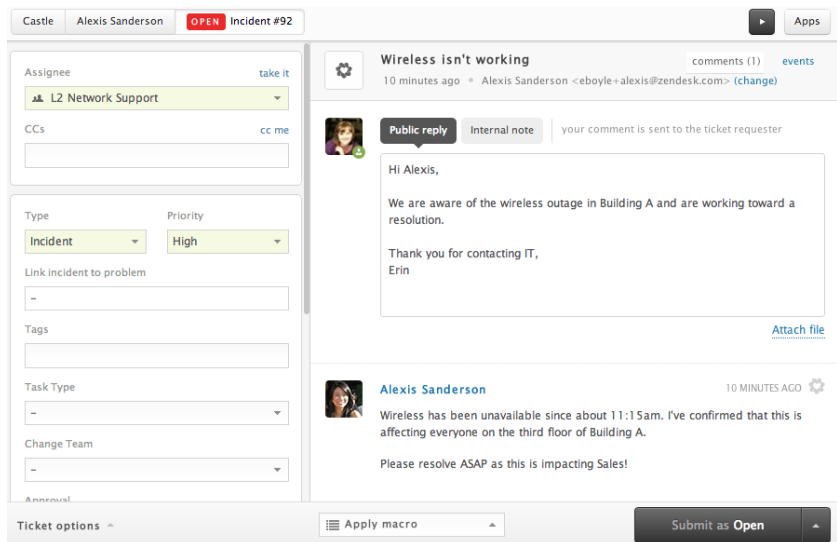 Castle
Alexis Sanderson
OPEN Incident #92
Apps
Assignee
take it
L2 Network Support
CCs
cc me
Type
Priority
Incident
High
Link incident to problem
–
Tags
Task Type
–
Change Team
–
Approval
Ticket options
Wireless isn't working
comments (1)
events
10 minutes ago • Alexis Sanderson <eboyle+alexis@zendesk.com> (change)
Public reply
Internal note
your comment is sent to the ticket requester
Hi Alexis,
We are aware of the wireless outage in Building A and are working toward a
resolution.
Thank you for contacting IT,
Erin
Attach file
Alexis Sanderson
10 MINUTES AGO
Wireless has been unavailable since about 11:15am. I've confirmed that this is
affecting everyone on the third floor of Building A.
Please resolve ASAP as this is impacting Sales!
Apply macro
Submit as Open